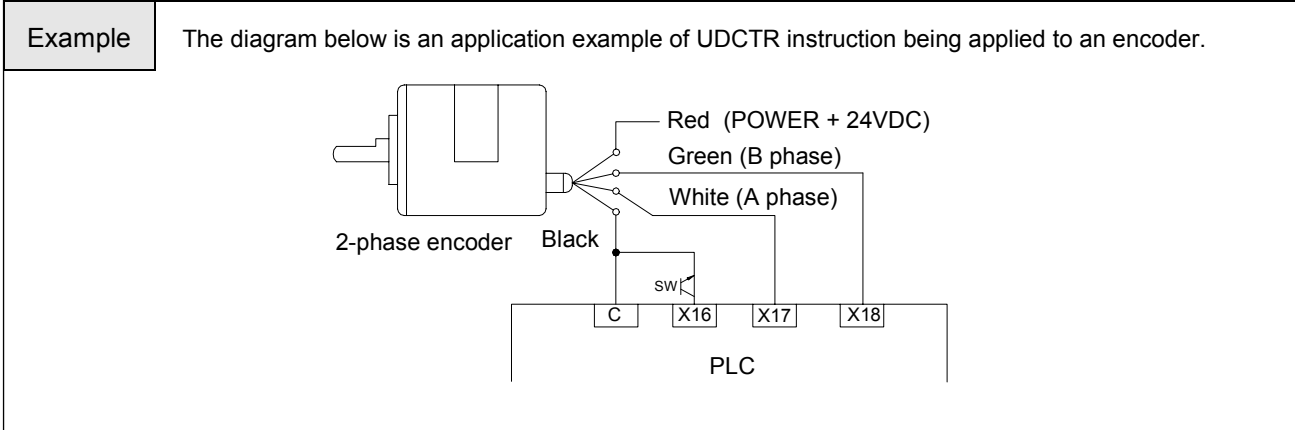 Example
The diagram below is an application example of UDCTR instruction being applied to an encoder.
Red (POWER + 24VDC)
Green (B phase)
White (A phase)
2-phase encoder
Black
SW
C
X16
X17
X18
PLC